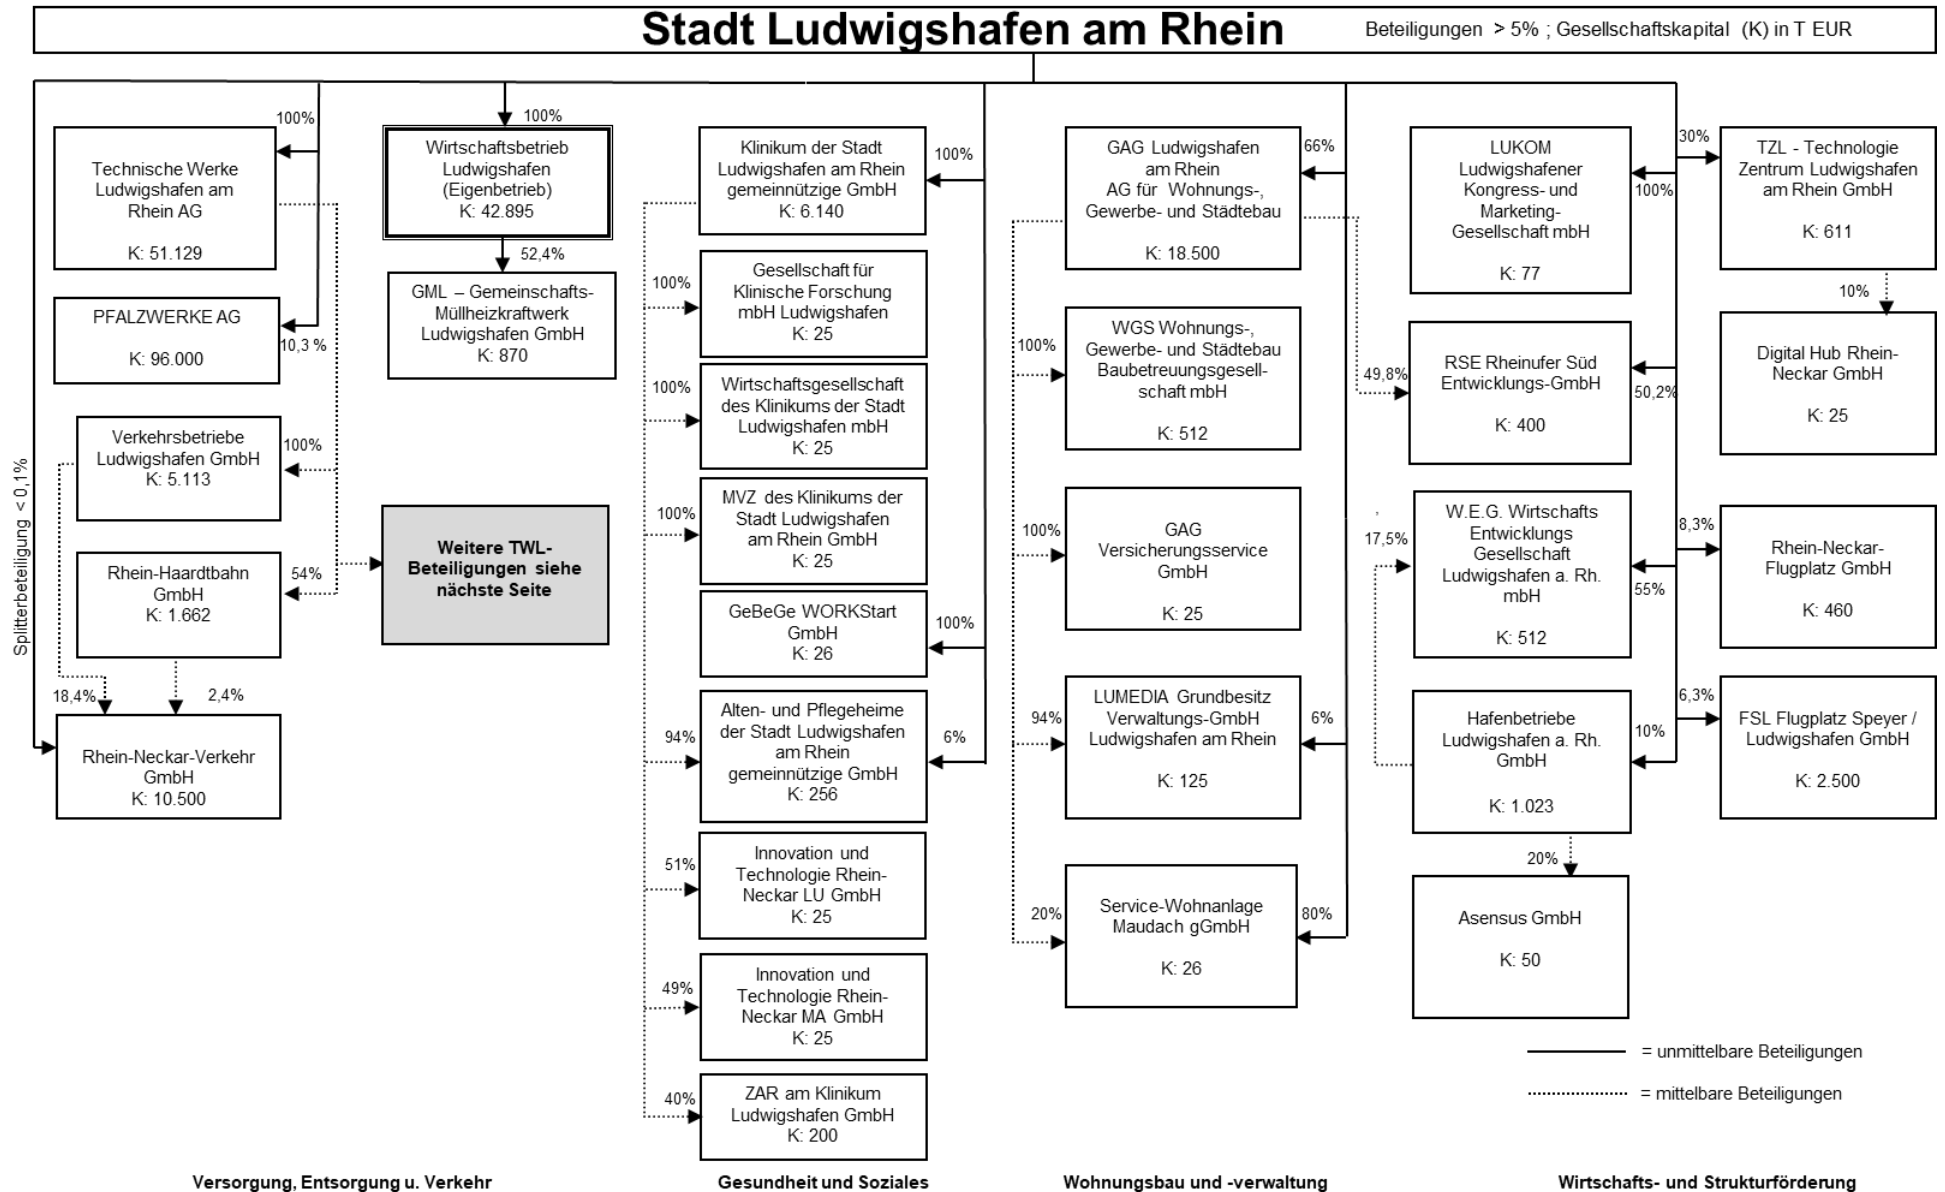 Stadt Ludwigshafen am Rhein
Beteiligungen > 5% ; Gesellschaftskapital (K) in T EUR
Splitterbeteiligung < 0,1%
100%
Technische Werke
Ludwigshafen am
Rhein AG
K: 51.129
PFALZWERKE AG
K: 96.000
10,3 %
Verkehrsbetriebe
Ludwigshafen GmbH
K: 5.113
100%
Rhein-Haardtbahn
GmbH
K: 1.662
54%
18,4%
2,4%
Rhein-Neckar-Verkehr
GmbH
K: 10.500
100%
Wirtschaftsbetrieb
Ludwigshafen
(Eigenbetrieb)
K: 42.895
52,4%
GML – Gemeinschafts-
Müllheizkraftwerk
Ludwigshafen GmbH
K: 870
Weitere TWL-
Beteiligungen siehe
nächste Seite
Klinikum der Stadt
Ludwigshafen am Rhein
gemeinnützige GmbH
K: 6.140
100%
100%
Gesellschaft für
Klinische Forschung
mbH Ludwigshafen
K: 25
100%
Wirtschaftsgesellschaft
des Klinikums der Stadt
Ludwigshafen mbH
K: 25
100%
MVZ des Klinikums der
Stadt Ludwigshafen
am Rhein GmbH
K: 25
GeBeGe WORKStart
GmbH
K: 26
100%
94%
Alten- und Pflegeheime
der Stadt Ludwigshafen
am Rhein
gemeinnützige GmbH
K: 256
6%
51%
Innovation und
Technologie Rhein-
Neckar LU GmbH
K: 25
49%
Innovation und
Technologie Rhein-
Neckar MA GmbH
K: 25
40%
ZAR am Klinikum
Ludwigshafen GmbH
K: 200
GAG Ludwigshafen
am Rhein
AG für Wohnungs-,
Gewerbe- und Städtebau
K: 18.500
66%
100%
WGS Wohnungs-,
Gewerbe- und Städtebau
Baubetreuungsgesell-
schaft mbH
K: 512
100%
GAG
Versicherungsservice
GmbH
K: 25
94%
LUMEDIA Grundbesitz
Verwaltungs-GmbH
Ludwigshafen am Rhein
K: 125
6%
20%
Service-Wohnanlage
Maudach gGmbH
K: 26
80%
LUKOM
Ludwigshafener
Kongress- und
Marketing-
Gesellschaft mbH
K: 77
100%
49,8%
RSE Rheinufer Süd
Entwicklungs-GmbH
K: 400
50,2%
,
17,5%
W.E.G. Wirtschafts
Entwicklungs
Gesellschaft
Ludwigshafen a. Rh.
mbH
K: 512
55%
Hafenbetriebe
Ludwigshafen a. Rh.
GmbH
K: 1.023
10%
20%
Asensus GmbH
K: 50
30%
TZL - Technologie
Zentrum Ludwigshafen
am Rhein GmbH
K: 611
10%
Digital Hub Rhein-
Neckar GmbH
K: 25
8,3%
Rhein-Neckar-
Flugplatz GmbH
K: 460
6,3%
FSL Flugplatz Speyer /
Ludwigshafen GmbH
K: 2.500
= unmittelbare Beteiligungen
= mittelbare Beteiligungen
Versorgung, Entsorgung u. Verkehr
Gesundheit und Soziales
Wohnungsbau und -verwaltung
Wirtschafts- und Strukturförderung